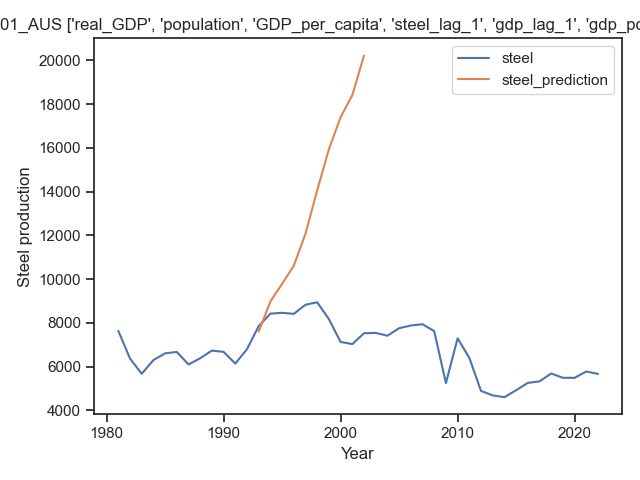 01_AUS ['real_GDP', 'population', 'GDP_per_capita', 'steel_lag_1', 'gdp_lag_1', 'gdp_po
steel
steel_prediction
20000
18000
16000
14000
12000
10000
8000
6000
4000
Steel production
1980
1990
2000
2010
2020
Year